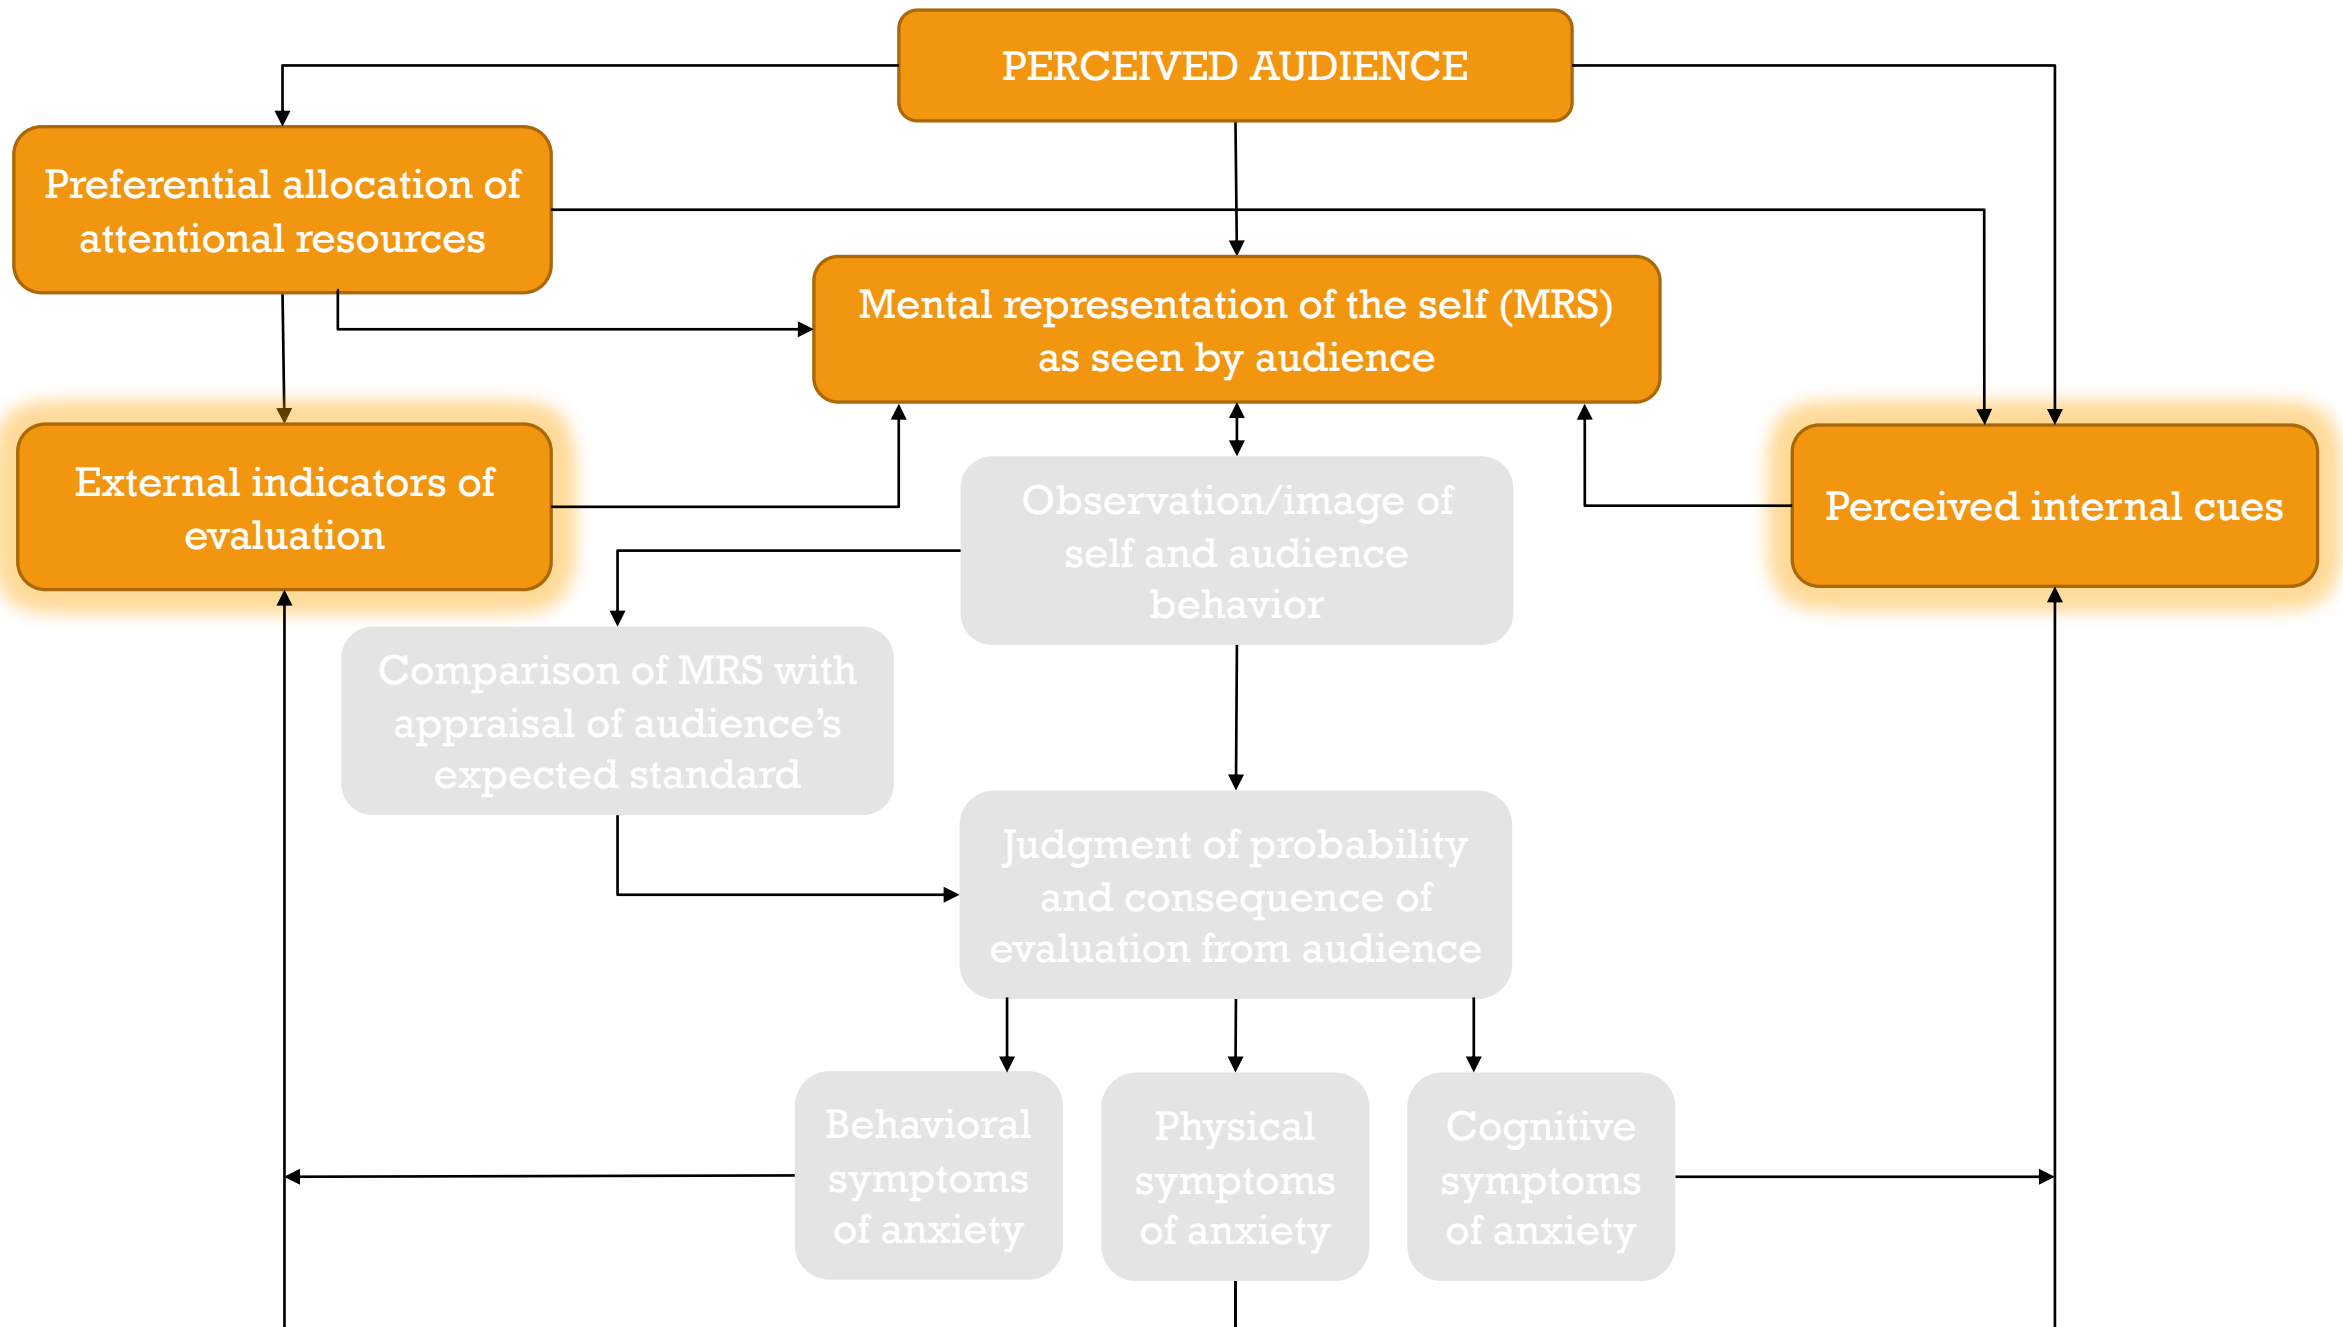 PERCEIVED AUDIENCE
Preferential allocation of
attentional resources
Mental representation of the self (MRS)
as seen by audience
External indicators of
evaluation
Observation/image of
self and audience
behavior
Perceived internal cues
Comparison of MRS with
appraisal of audience’s
expected standard
Judgment of probability
and consequence of
evaluation from audience
Behavioral
symptoms
of anxiety
Physical
symptoms
of anxiety
Cognitive
symptoms
of anxiety